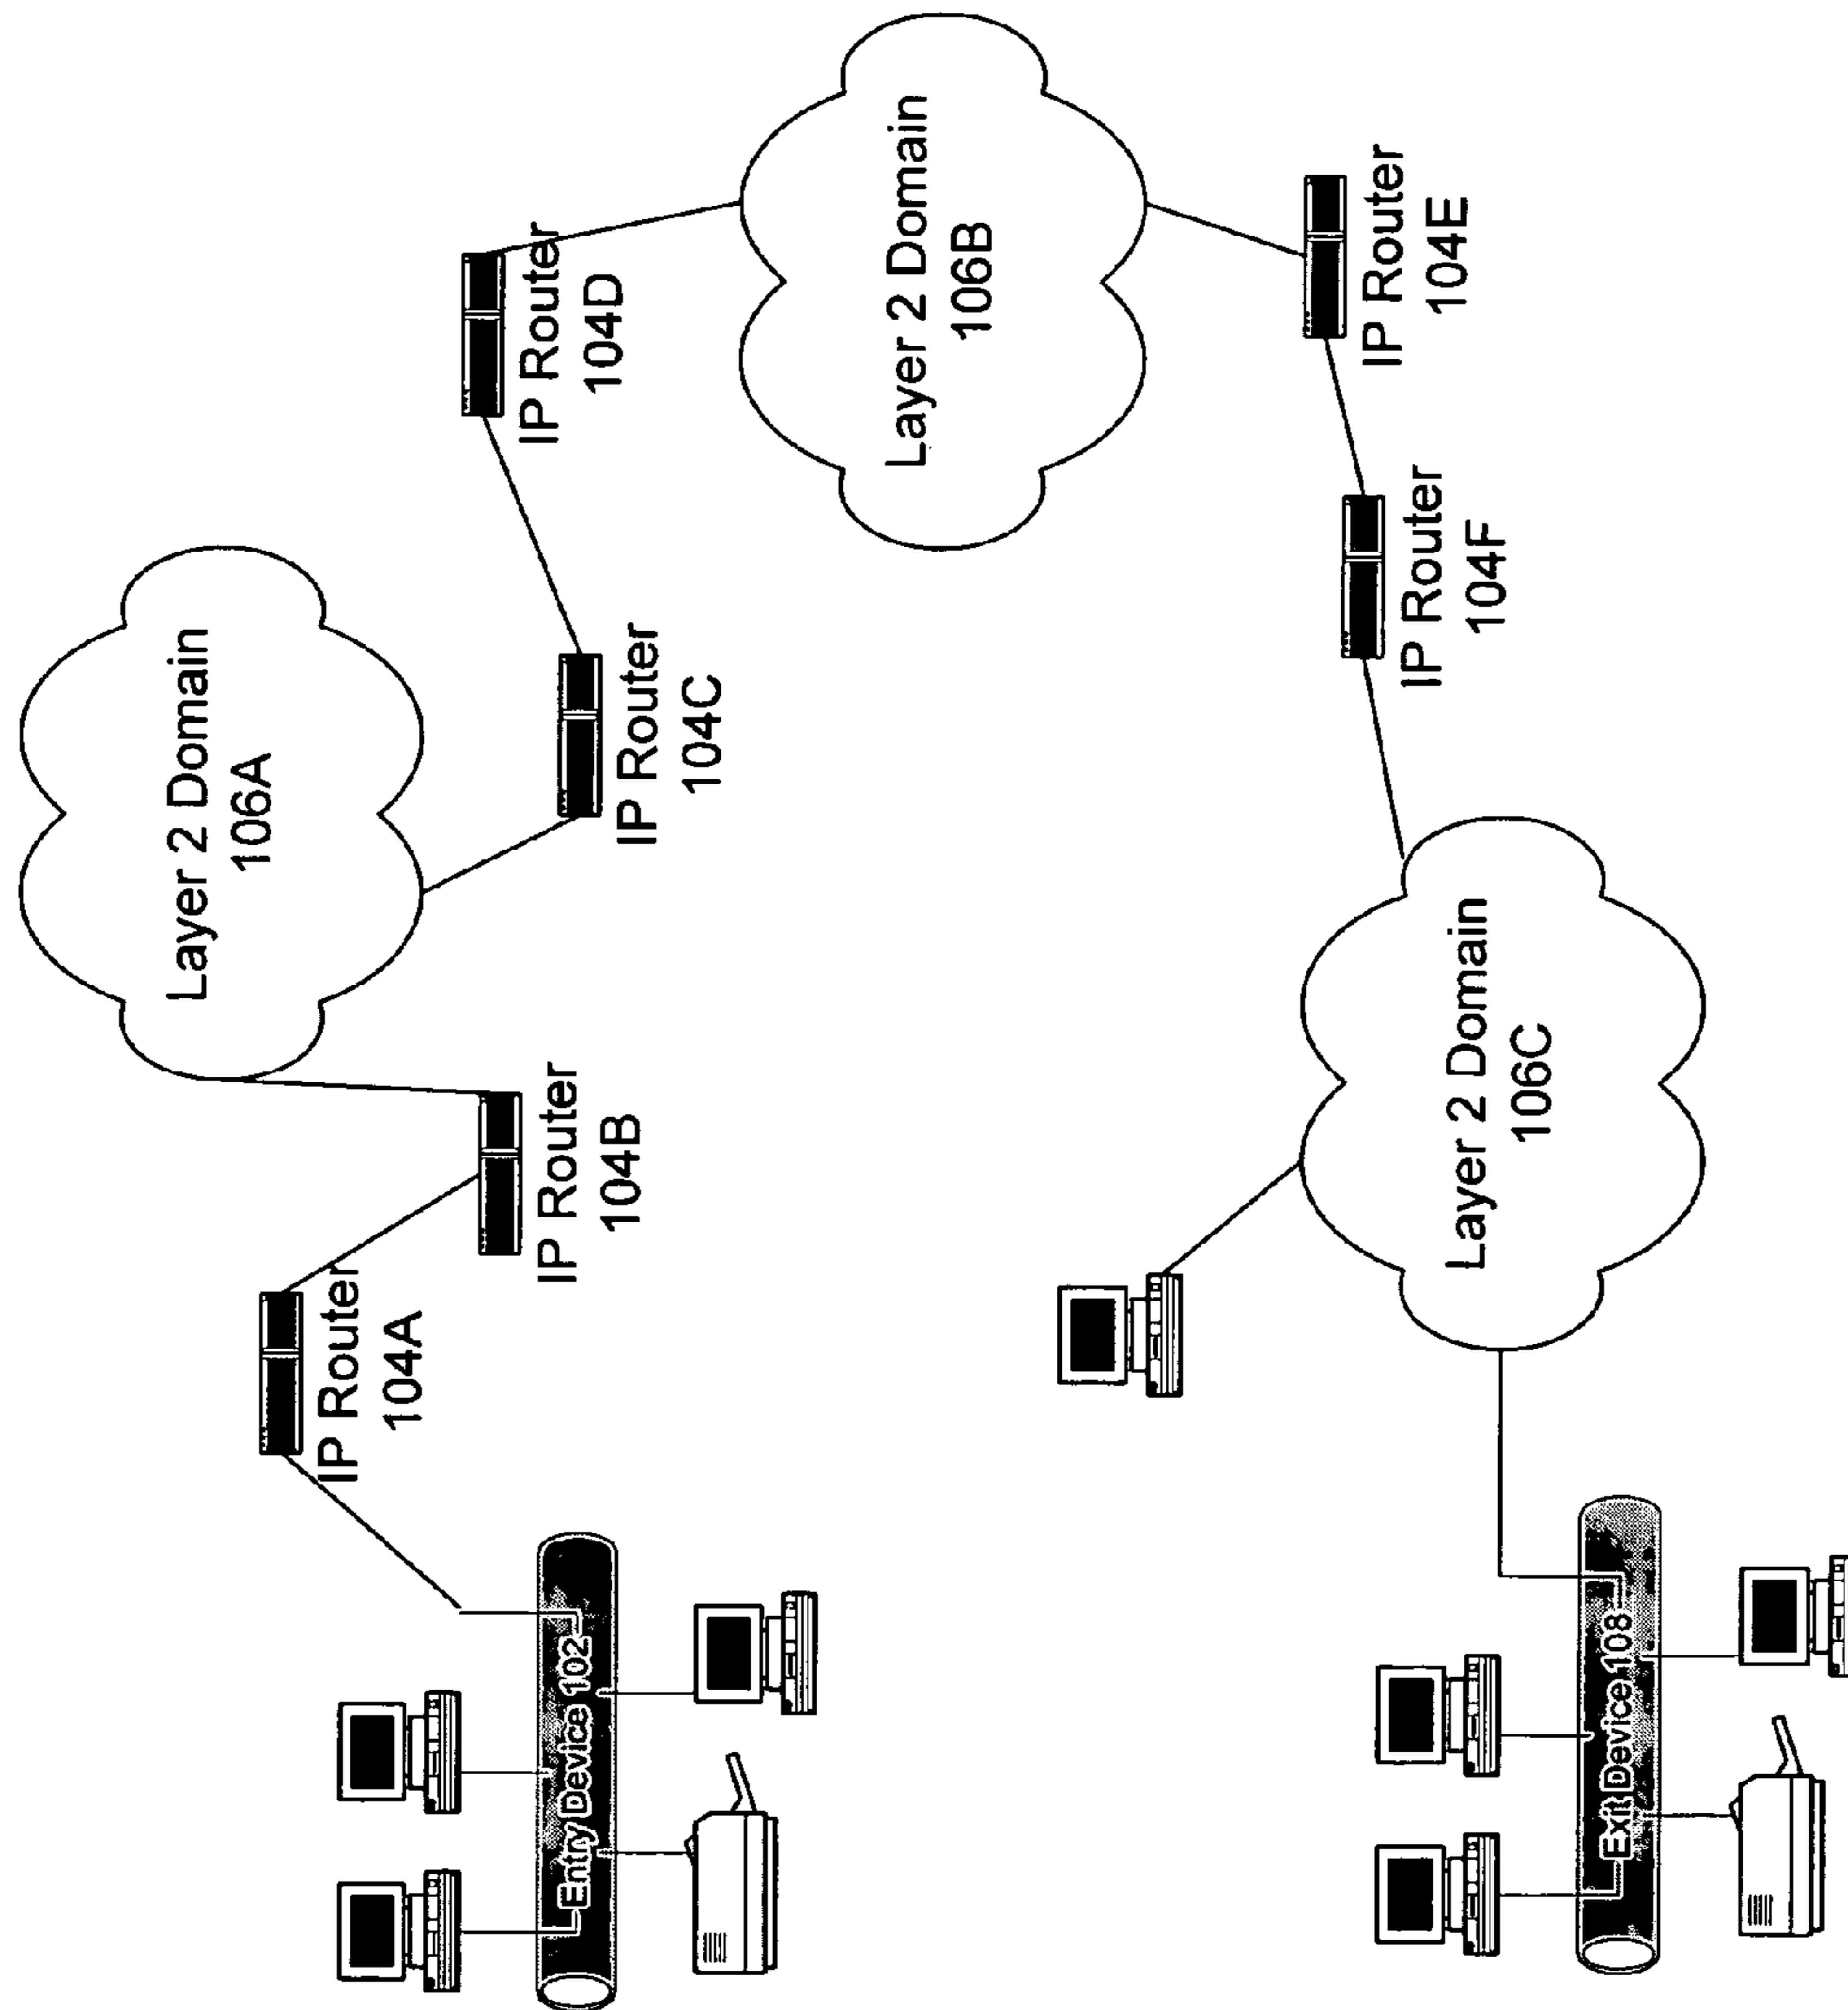 Entry Device 102
IP Router
104A
IP Router
104B
Layer 2 Domain
106A
IP Router
104C
IP Router
104D
Layer 2 Domain
106B
IP Router
104E
IP Router
104F
Layer 2 Domain
106C
Exit Device 108